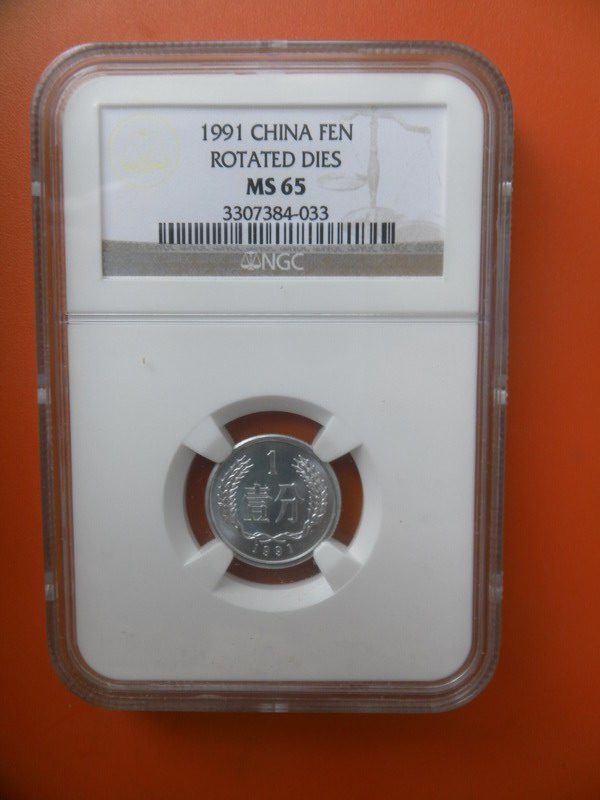 1991 CHINA FEN
ROTATED DIES
MS 65
3307384-033
NGC
1
壹分
1991